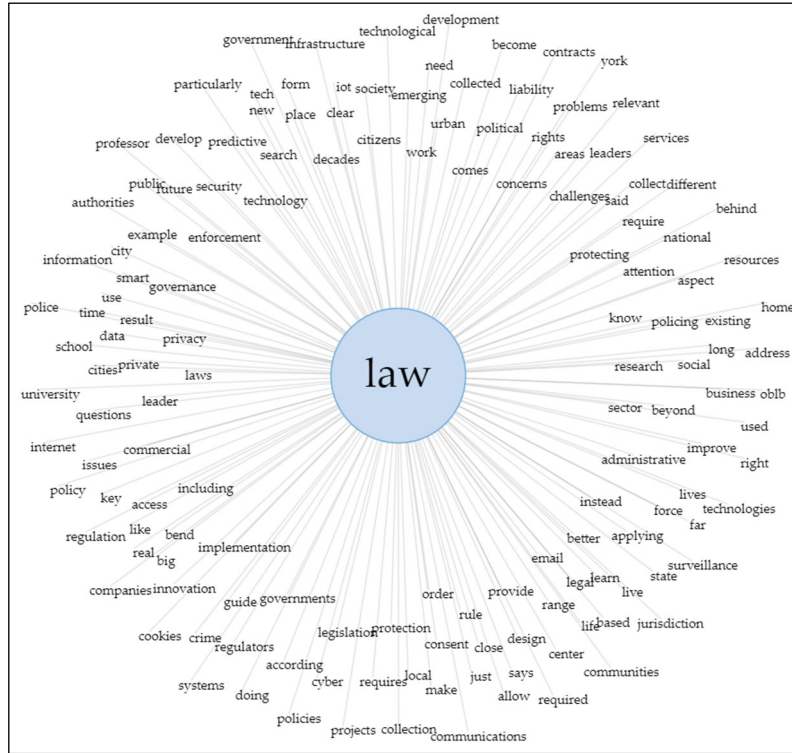 development
technological
government
infrastructure
become
contracts
york
need
particularly
tech
form
iot
society
emerging
collected
liability
new
place
clear
urban
political
problems
relevant
professor
develop
predictive
search
decades
citizens
work
rights
areas
leaders
services
comes
concerns
public
future
security
technology
authorities
challenges
said
collect
different
require
behind
example
enforcement
information
city
national
protecting
smart
governance
attention
aspect
resources
use
police
time
result
know
policing
existing
home
data
privacy
school
long
address
cities
private
laws
law
research
social
university
leader
business
oblb
questions
sector
beyond
used
internet
commercial
improve
right
issues
administrative
policy
key
access
including
instead
lives
force
technologies
far
regulation
like
bend
real
big
implementation
better
applying
email
surveillance
companies
innovation
legal
learn
live
state
guide
governments
order
provide
range
rule
cookies
crime
regulators
legislation
protection
consent
close
design
life
based
jurisdiction
according
center
systems
doing
cyber
requires
local
make
just
says
allow
required
communities
policies
projects
collection
communications